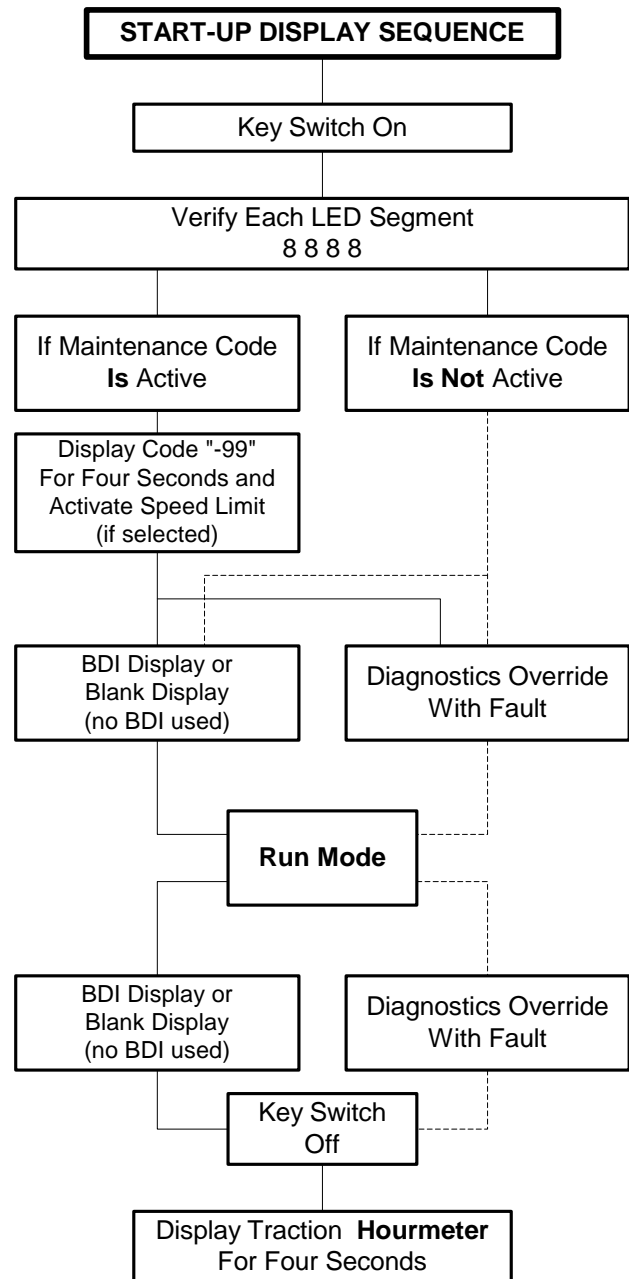 START-UP DISPLAY SEQUENCE
Key Switch On
Verify Each LED Segment
8 8 8 8
If Maintenance Code
Is Active
If Maintenance Code
Is Not Active
Display Code "-99"
For Four Seconds and
Activate Speed Limit
(if selected)
BDI Display or
Blank Display
(no BDI used)
Diagnostics Override
With Fault
Run Mode
BDI Display or
Blank Display
(no BDI used)
Diagnostics Override
With Fault
Key Switch
Off
Display Traction Hourmeter
For Four Seconds